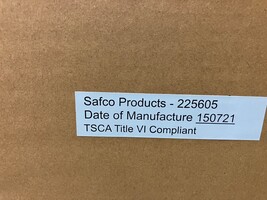 Safco Products - 225605
Date of Manufacture 150721
TSCA Title VI Compliant